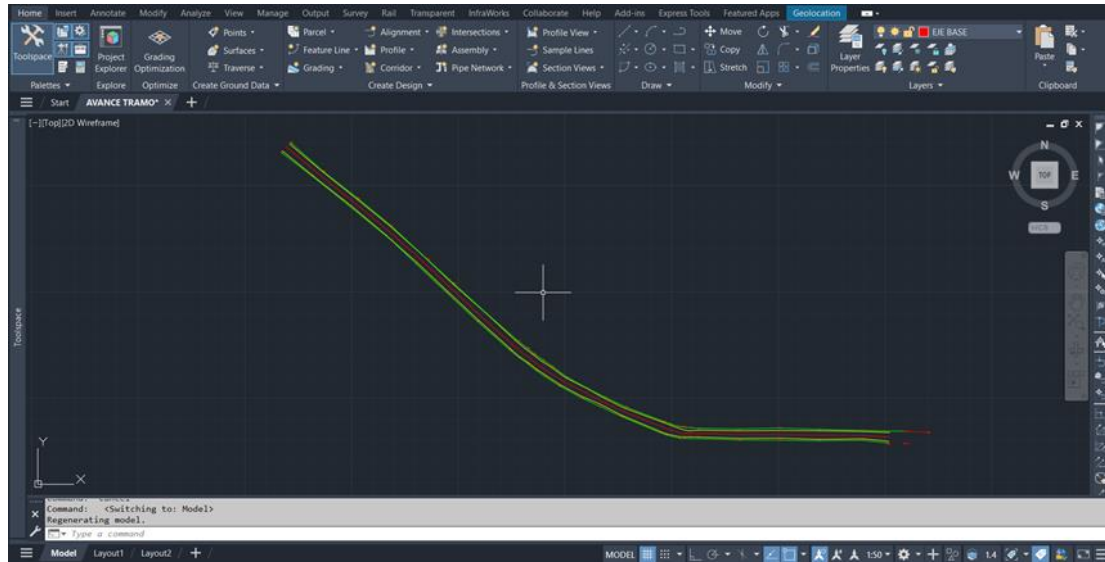 Home Insert Annotate Modify Analyze View Manage Output Survey Rail Transparent InfraWorks Collaborate Help Add-ins Express Tools Featured Apps Geolocation
Toolspace
Project Explorer
Grading Optimization
Points
Surfaces
Traverse
Parcel
Feature Line
Grading
Alignment
Profile
Corridor
Intersections
Assembly
Pipe Network
Profile View
Sample Lines
Section Views
Move
Copy
Stretch
Layer Properties
EJE BASE
Paste
Palettes Explore Optimize Create Ground Data Create Design Profile & Section Views Draw Modify Layers Clipboard
Start AVANCE TRAMO*
[-][Top][2D Wireframe]
N
W TOP E
S
WCS
Toolspace
Y
X
Command: *Cancel*
Command: <Switching to: Model>
Regenerating model.
Type a command
Model Layout1 Layout2
MODEL 1:50 1.4